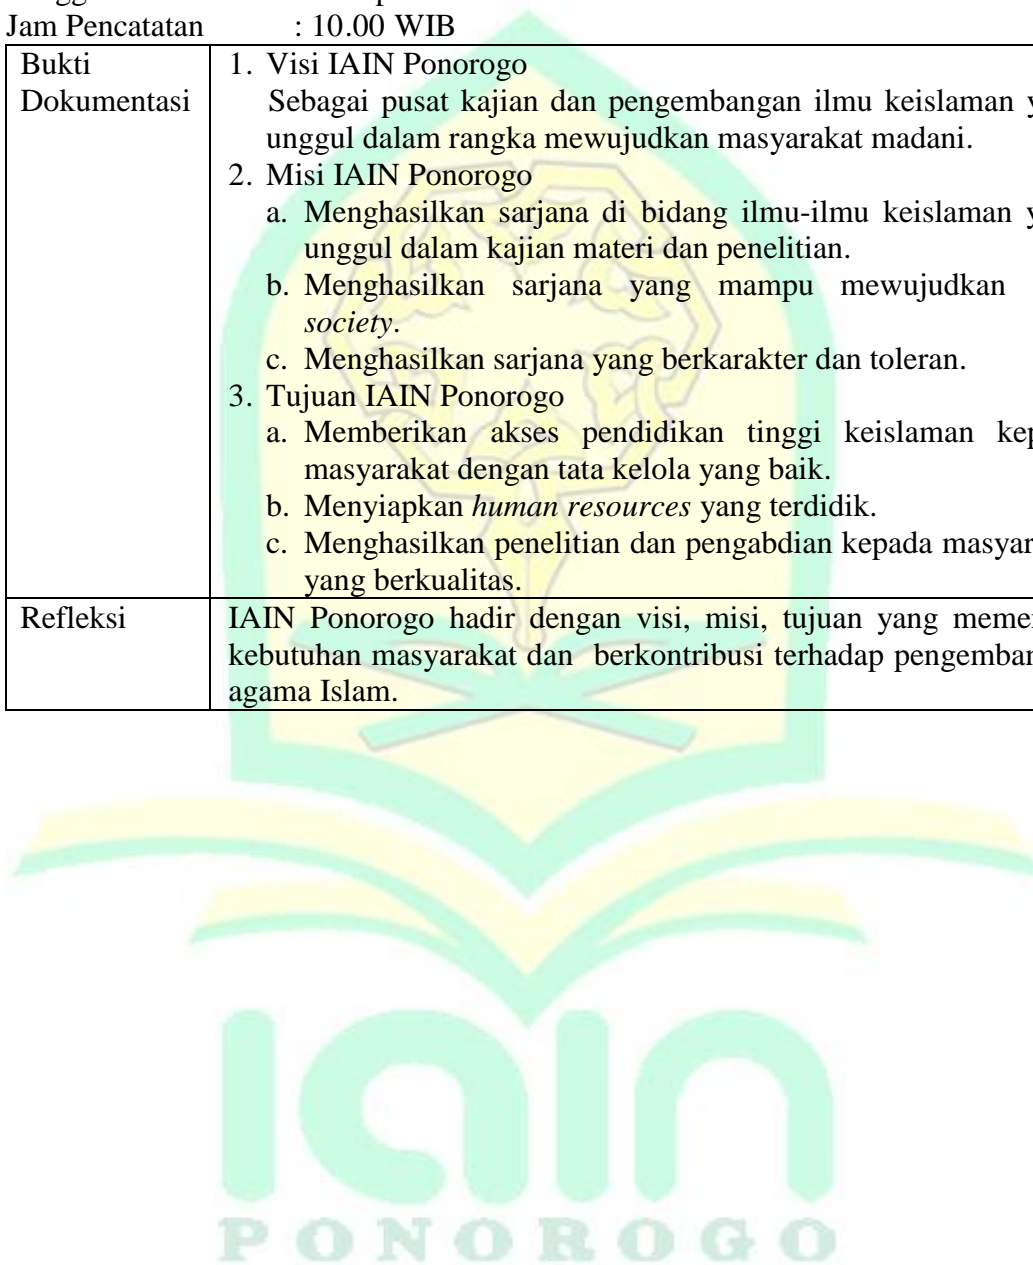 Jam Pencatatan : 10.00 WIB
Bukti Dokumentasi
1. Visi IAIN Ponorogo
Sebagai pusat kajian dan pengembangan ilmu keislaman
unggul dalam rangka mewujudkan masyarakat madani.
2. Misi IAIN Ponorogo
a. Menghasilkan sarjana di bidang ilmu-ilmu keislaman
unggul dalam kajian materi dan penelitian.
b. Menghasilkan sarjana yang mampu mewujudkan
society.
c. Menghasilkan sarjana yang berkarakter dan toleran.
3. Tujuan IAIN Ponorogo
a. Memberikan akses pendidikan tinggi keislaman
masyarakat dengan tata kelola yang baik.
b. Menyiapkan human resources yang terdidik.
c. Menghasilkan penelitian dan pengabdian kepada
yang berkualitas.
Refleksi
IAIN Ponorogo hadir dengan visi, misi, tujuan yang
kebutuhan masyarakat dan berkontribusi terhadap
agama Islam.
iain
PONOROGO